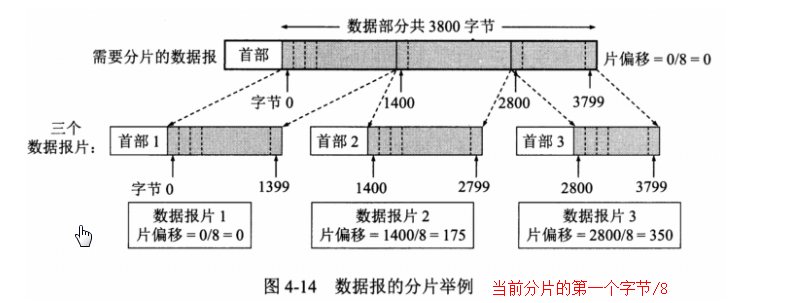 数据部分共 3800 字节
需要分片的数据报 首部 片偏移 = 0/8 = 0
字节 0 1400 2800 3799
三个
数据报片： 首部 1 首部 2 首部 3
字节 0 1399 1400 2799 2800 3799
数据报片 1 数据报片 2 数据报片 3
片偏移 = 0/8 = 0 片偏移 = 1400/8 = 175 片偏移 = 2800/8 = 350
图 4-14 数据报的分片举例 当前分片的第一个字节/8